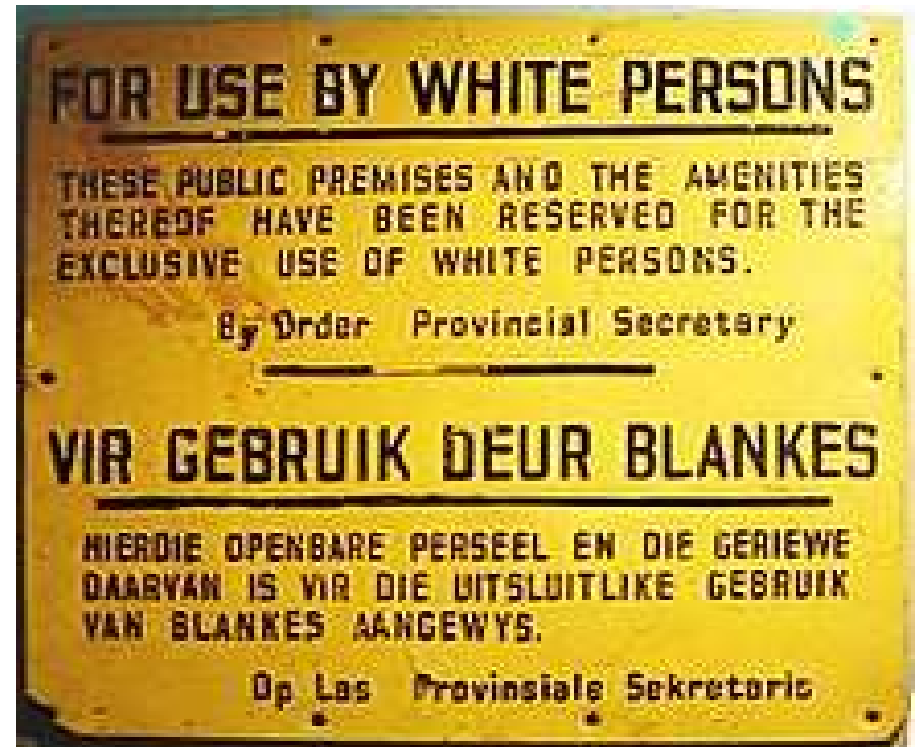 FOR USE BY WHITE PERSONS
THESE PUBLIC PREMISES AND THE AMENITIES
THEREOF HAVE BEEN RESERVED FOR THE
EXCLUSIVE USE OF WHITE PERSONS.
By Order Provincial Secretary
VIR GEBRUIK DEUR BLANKES
HIERDIE OPENBARE PERSEEL EN DIE GERIEWE
DAARVAN IS VIR DIE UITSLUITLIKE GEBRUIK
VAN BLANKES AANGEWYS.
Op Las Provinsiale Sekretaris